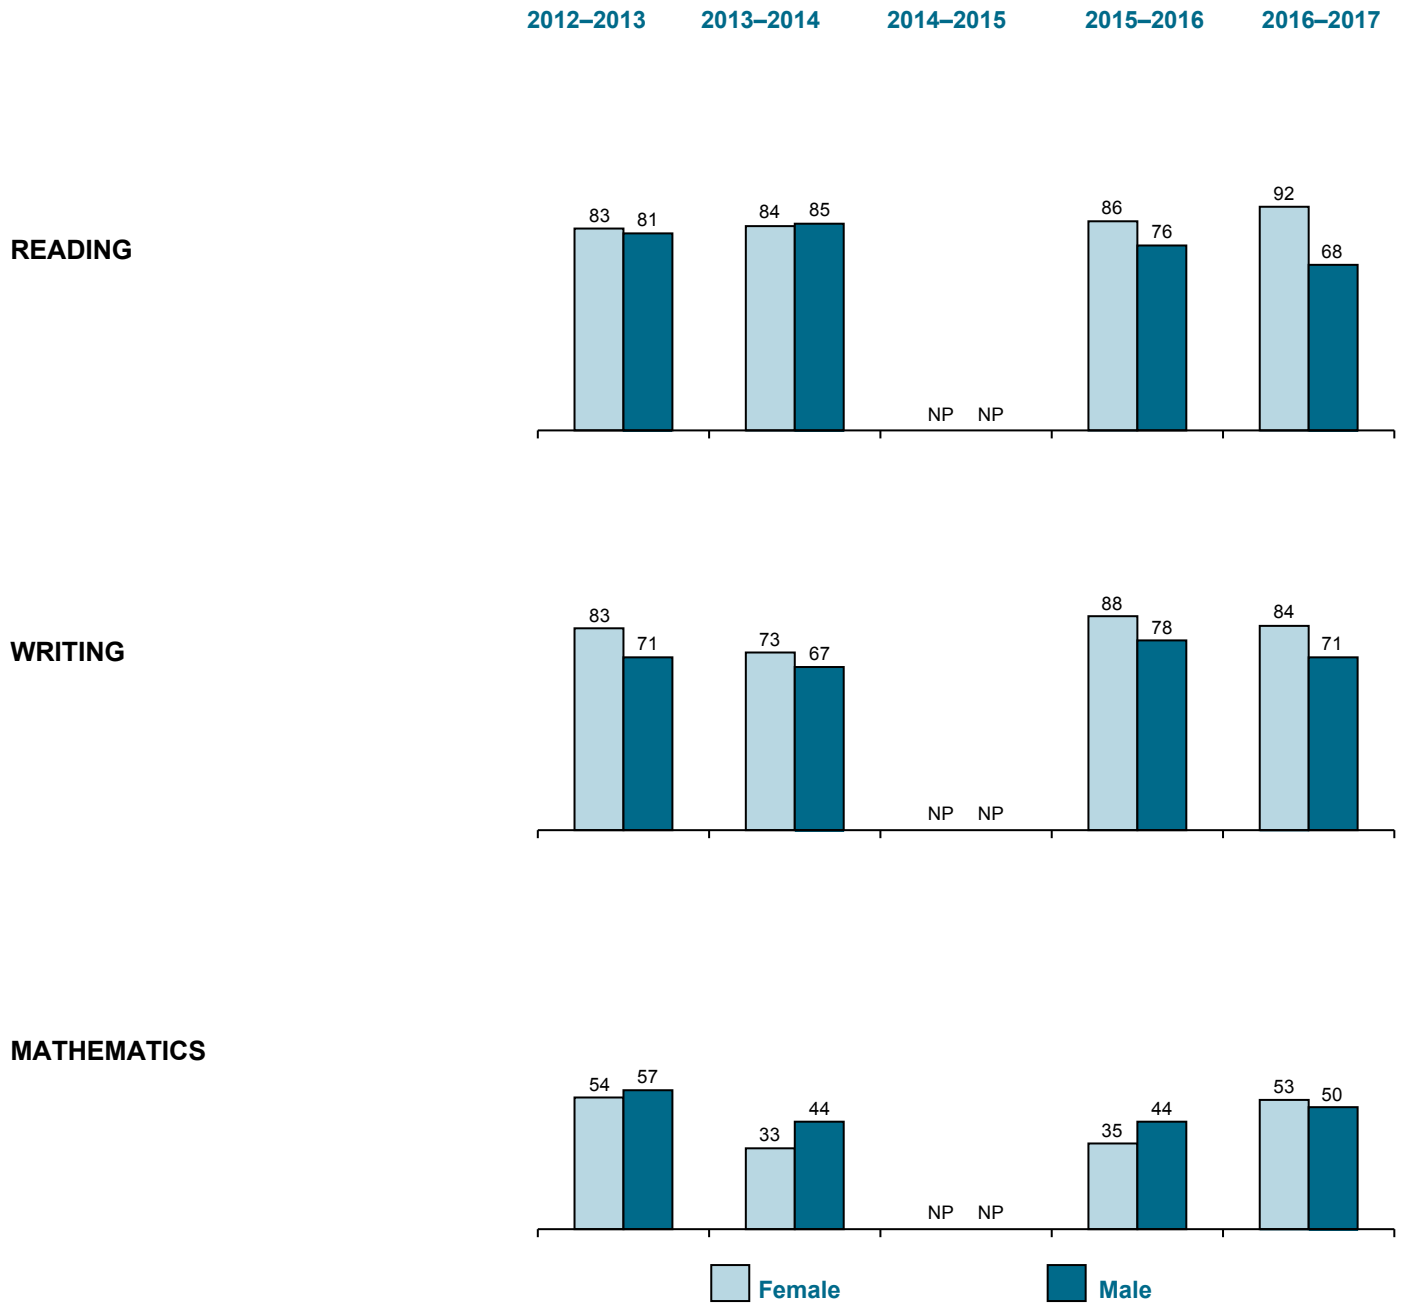 2012–2013 2013–2014 2014–2015 2015–2016 2016–2017
READING
83 81 84 85 NP NP 86 76 92 68
WRITING
83 71 73 67 NP NP 88 78 84 71
MATHEMATICS
54 57 33 44 NP NP 35 44 53 50
Female Male